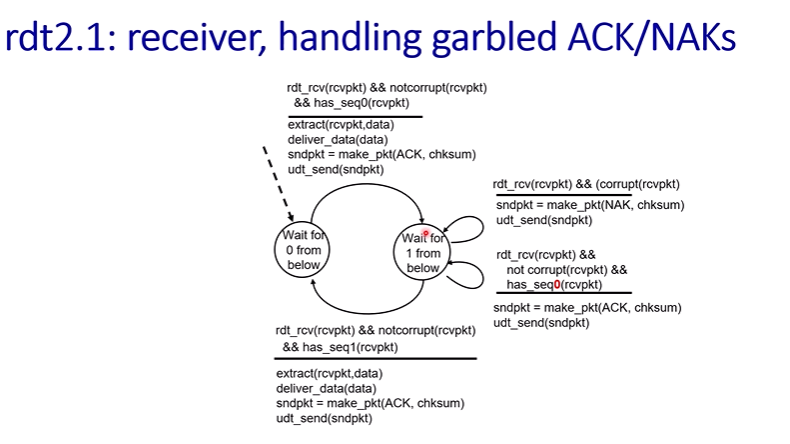 rdt2.1: receiver, handling garbled ACK/NAKs
rdt_rcv(rcvpkt) && notcorrupt(rcvpkt)
&& has_seq0(rcvpkt)
extract(rcvpkt,data)
deliver_data(data)
sndpkt = make_pkt(ACK, chksum)
udt_send(sndpkt)
Wait for
0 from
below
Wait for
1 from
below
rdt_rcv(rcvpkt) && (corrupt(rcvpkt)
sndpkt = make_pkt(NAK, chksum)
udt_send(sndpkt)
rdt_rcv(rcvpkt) &&
not corrupt(rcvpkt) &&
has_seq0(rcvpkt)
sndpkt = make_pkt(ACK, chksum)
udt_send(sndpkt)
rdt_rcv(rcvpkt) && notcorrupt(rcvpkt)
&& has_seq1(rcvpkt)
extract(rcvpkt,data)
deliver_data(data)
sndpkt = make_pkt(ACK, chksum)
udt_send(sndpkt)